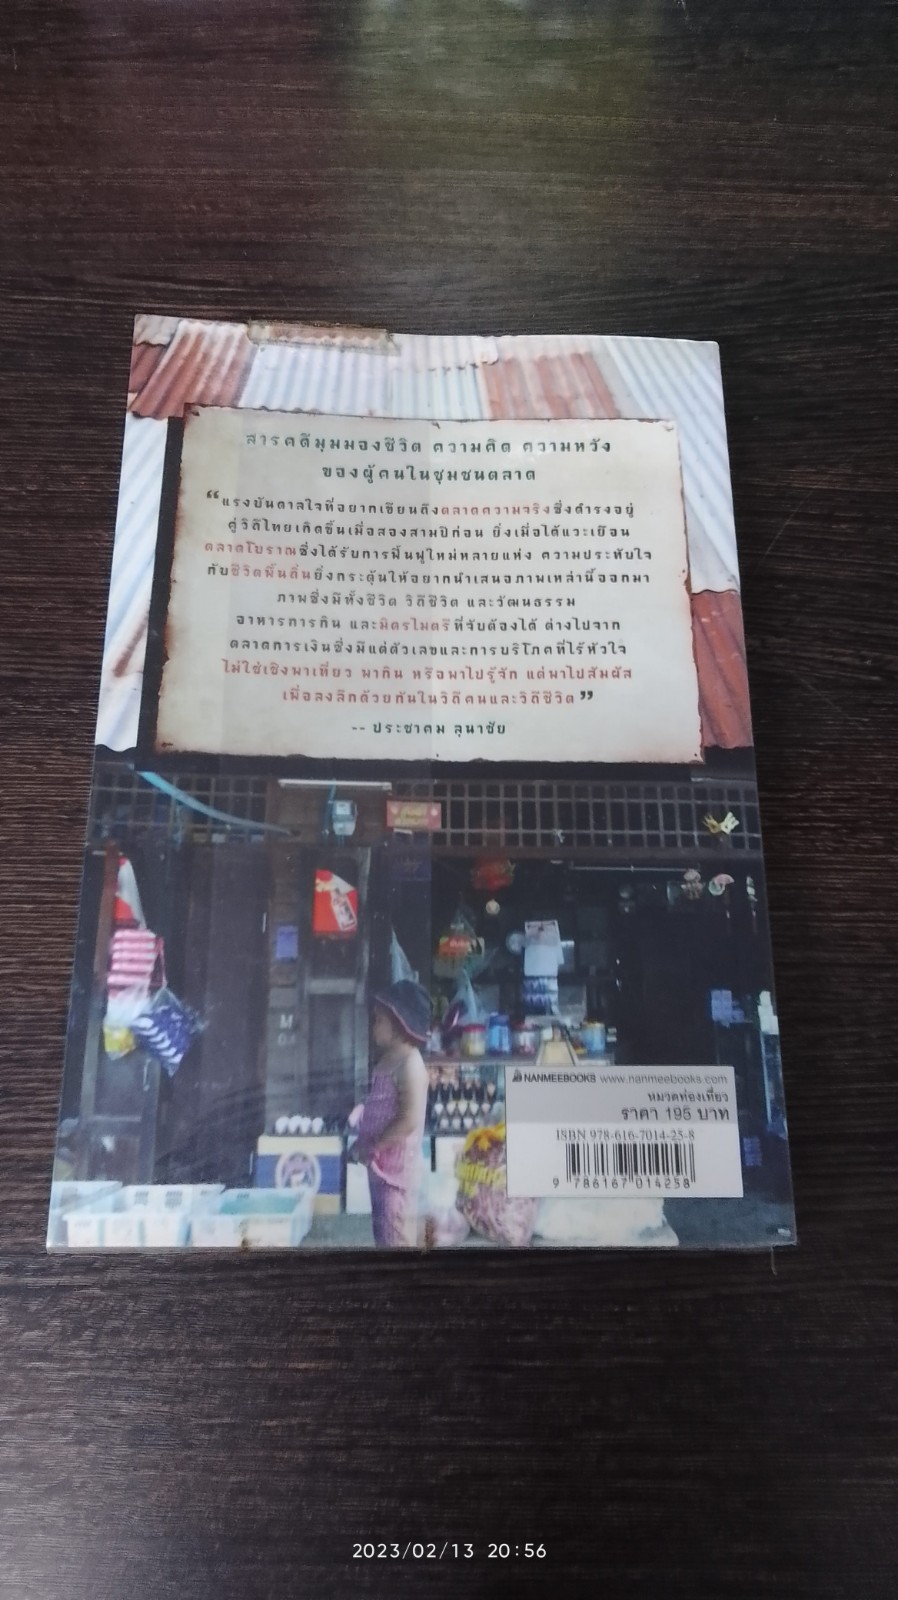 สารคดีมุมมองชีวิต ความคิด ความหวัง
ของผู้คนในชุมชนตลาด
“แรงบันดาลใจที่อยากเขียนถึงตลาดความจริงซึ่งดำรงอยู่
คู่วิถีไทยเกิดขึ้นเมื่อสองสามปีก่อน ยิ่งเมื่อได้แวะเยือน
ตลาดโบราณซึ่งได้รับการฟื้นฟูใหม่หลายแห่ง ความประทับใจ
กับชีวิตพื้นถิ่นยิ่งกระตุ้นให้อยากนำเสนอภาพเหล่านี้ออกมา
ภาพซึ่งมีทั้งชีวิต วิถีชีวิต และวัฒนธรรม
อาหารการกิน และมิตรไมตรีที่จับต้องได้ ต่างไปจาก
ตลาดการเงินซึ่งมีแต่ตัวเลขและการบริโภคที่ไร้หัวใจ
ไม่ใช่เชิงพาเที่ยว พากิน หรือพาไปรู้จัก แต่พาไปสัมผัส
เพื่อลงลึกด้วยกันในวิถีคนและวิถีชีวิต”
-- ประชาคม ลุนาชัย
NANMEEBOOKS www.nanmeebooks.com
หมวดท่องเที่ยว
ราคา 195 บาท
ISBN 978-616-7014-25-8
9 786167 014258
2023/02/13 20:56